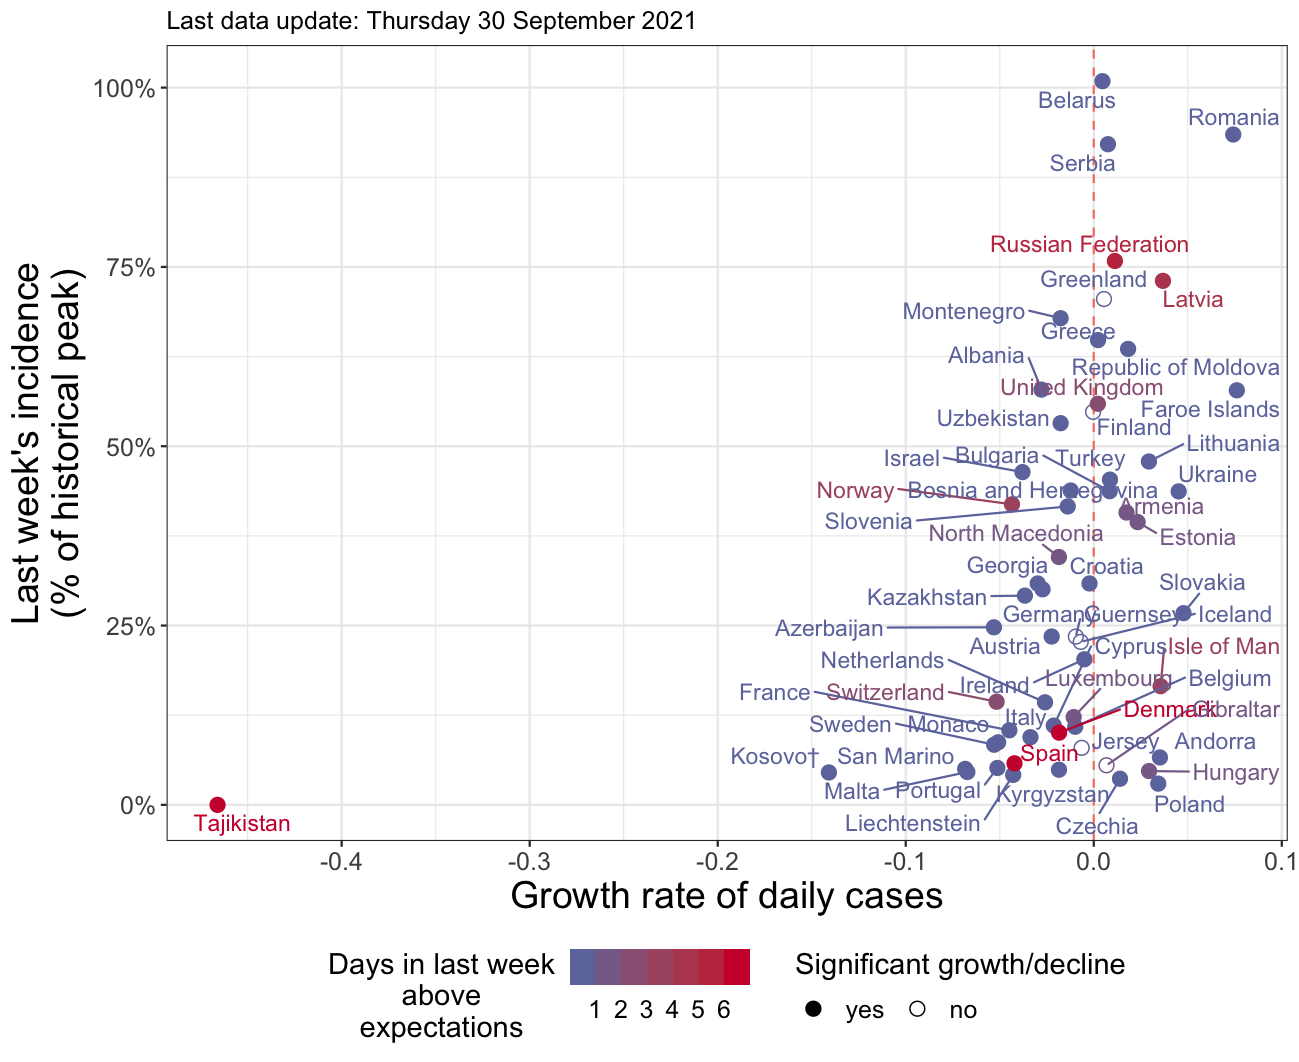 Last data update: Thursday 30 September 2021
100%
75%
50%
25%
0%
Last week's incidence
(% of historical peak)
Belarus
Romania
Serbia
Russian Federation
Greenland
Latvia
Montenegro
Greece
Albania
Republic of Moldova
United Kingdom
Faroe Islands
Uzbekistan
Finland
Lithuania
Israel
Bulgaria
Turkey
Ukraine
Norway
Bosnia and Herzegovina
Armenia
Slovenia
North Macedonia
Estonia
Georgia
Croatia
Slovakia
Kazakhstan
Germany
Guernsey
Iceland
Azerbaijan
Austria
Cyprus
Isle of Man
Netherlands
Ireland
Luxembourg
Belgium
France
Switzerland
Denmark
Gibraltar
Sweden
Monaco
Italy
Jersey
Andorra
Kosovo†
San Marino
Spain
Hungary
Malta
Portugal
Kyrgyzstan
Poland
Liechtenstein
Czechia
Tajikistan
-0.4
-0.3
-0.2
-0.1
0.0
0.1
Growth rate of daily cases
Days in last week
above
expectations
1 2 3 4 5 6
Significant growth/decline
yes
no